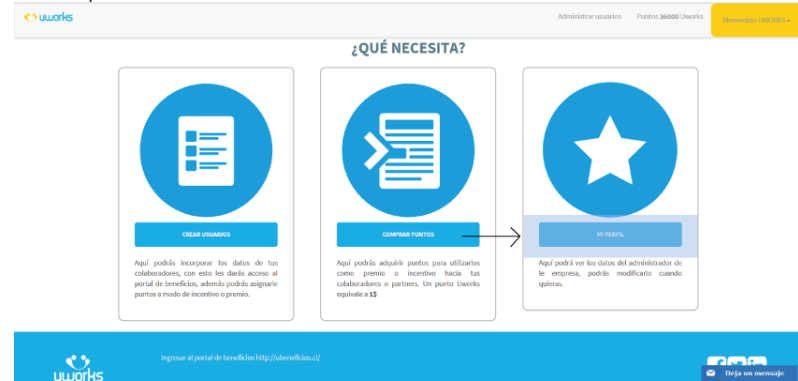 uworks
Administrar usuarios Puntos 36000 Uworks Bienvenido UWORKS
¿QUÉ NECESITA?
CREAR USUARIOS
Aquí podrás incorporar los datos de tus
colaboradores, con esto les darás acceso al
portal de beneficios, además podrás asignarle
puntos a modo de incentivo o premio.
COMPRAR PUNTOS
Aquí podrás adquirir puntos para utilizarlos
como premio o incentivo hacia tus
colaboradores o partners. Un punto Uworks
equivale a 1$
MI PERFIL
Aquí podrá ver los datos del administrador de
le empresa, podrás modificarlo cuando
quieras.
uworks
Ingresar al portal de beneficios http://ubeneficios.cl/
Deja un mensaje